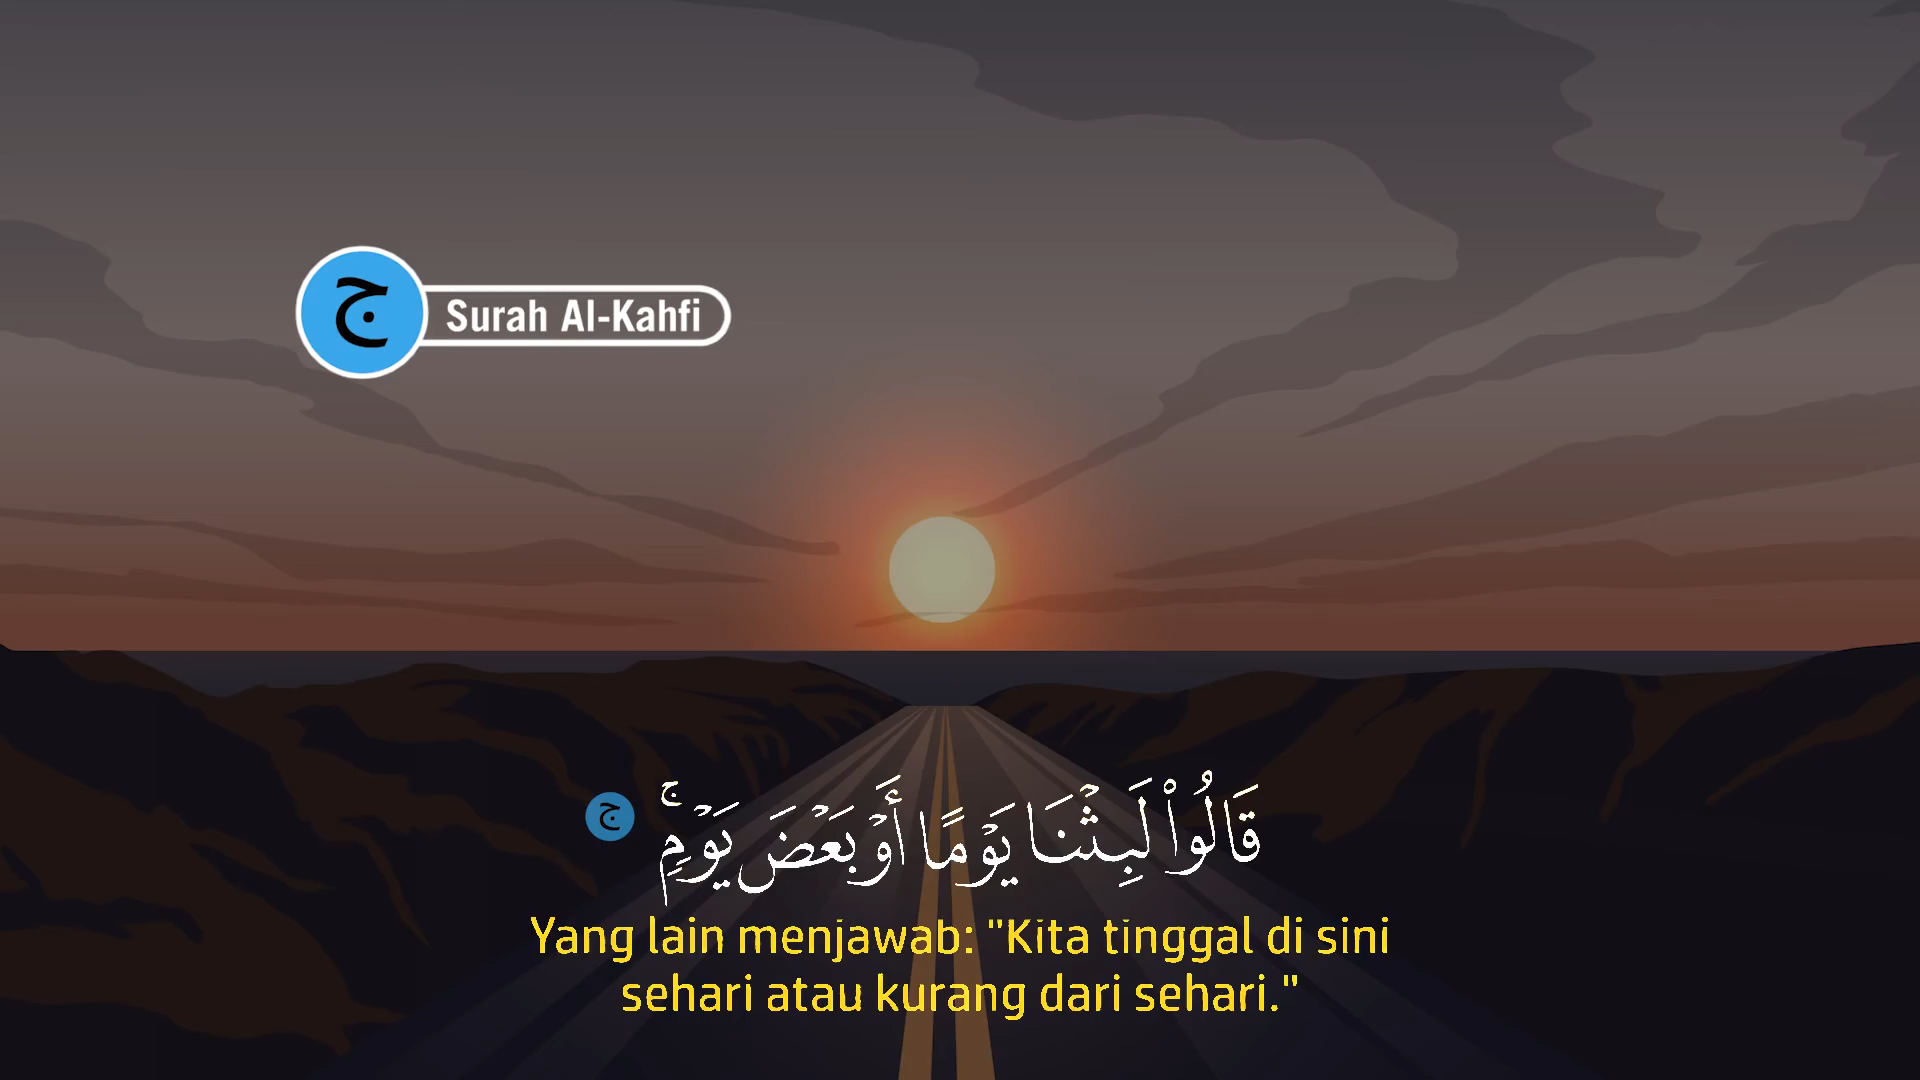 ج Surah Al-Kahfi
قَالُوا۟ لَبِثْنَا يَوْمًا أَوْ بَعْضَ يَوْمٍ ۚ ج
Yang lain menjawab: "Kita tinggal di sini
sehari atau kurang dari sehari."